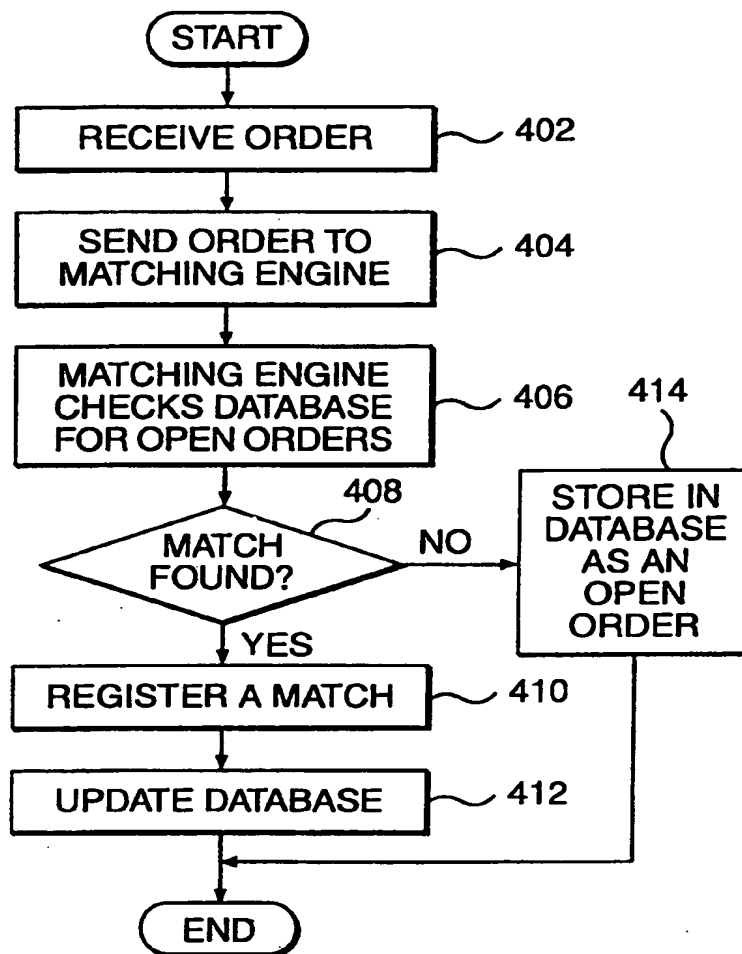 START
RECEIVE ORDER
402
SEND ORDER TO
MATCHING ENGINE
404
MATCHING ENGINE
CHECKS DATABASE
FOR OPEN ORDERS
406
414
STORE IN
DATABASE
AS AN
OPEN
ORDER
408
MATCH
FOUND?
NO
YES
REGISTER A MATCH
410
UPDATE DATABASE
412
END